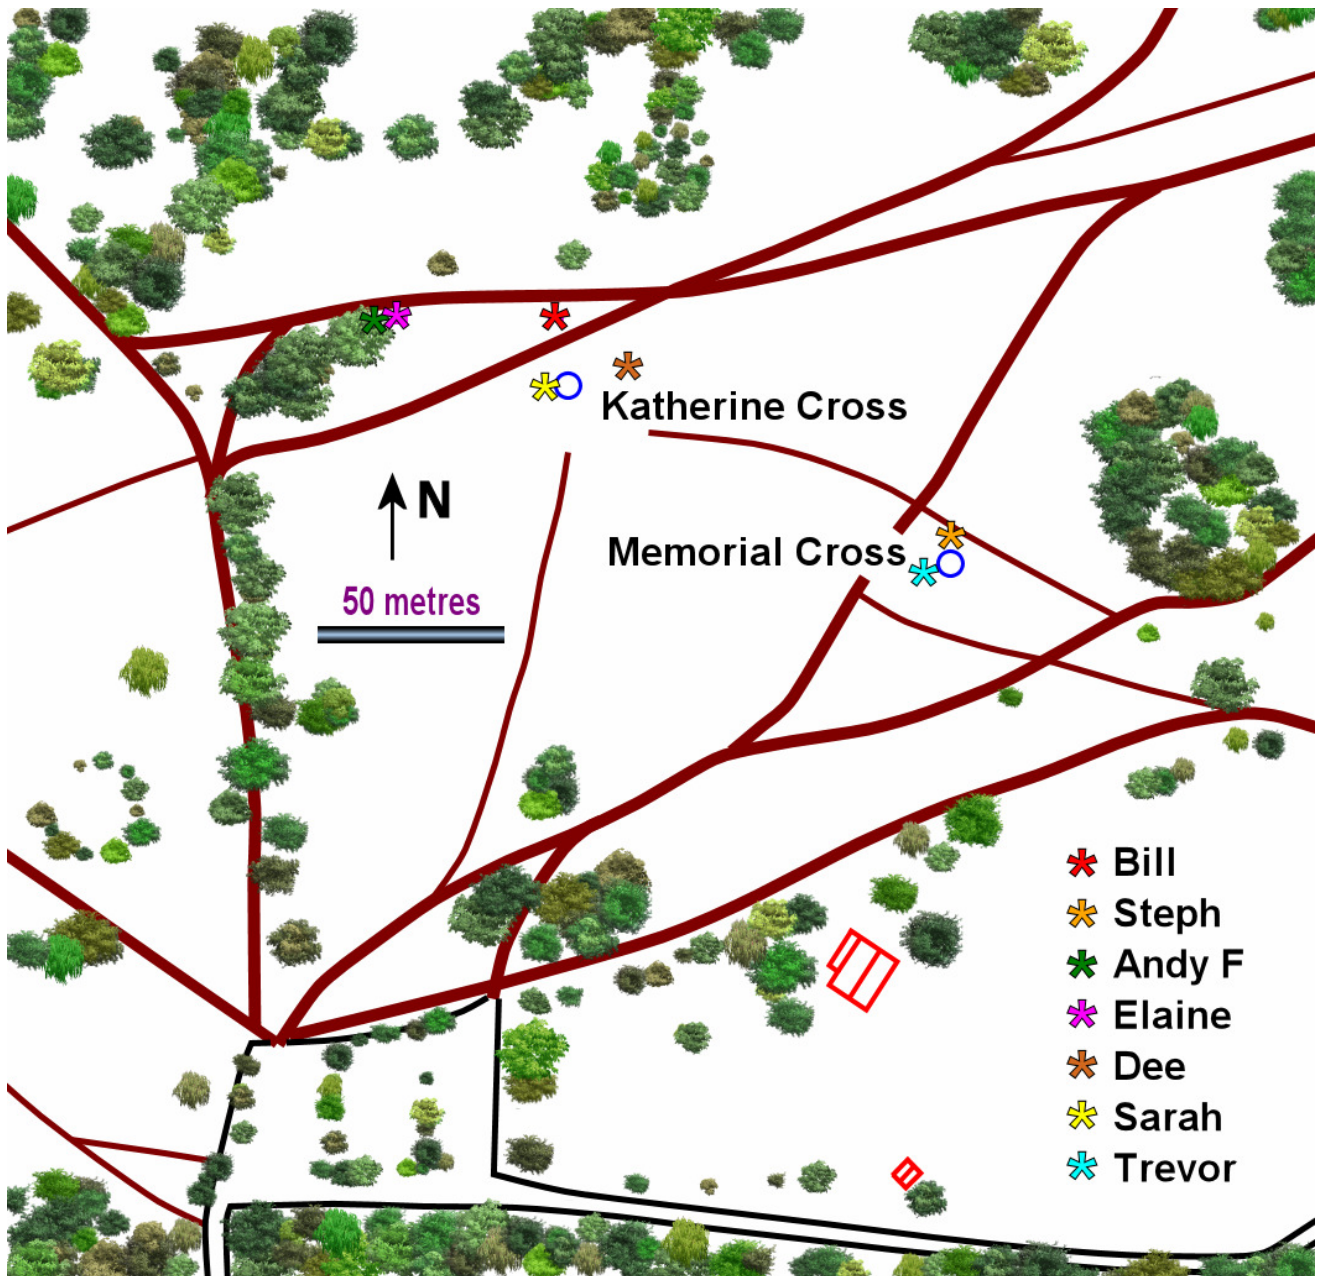 Katherine Cross
N
Memorial Cross
50 metres
Bill
Steph
Andy F
Elaine
Dee
Sarah
Trevor